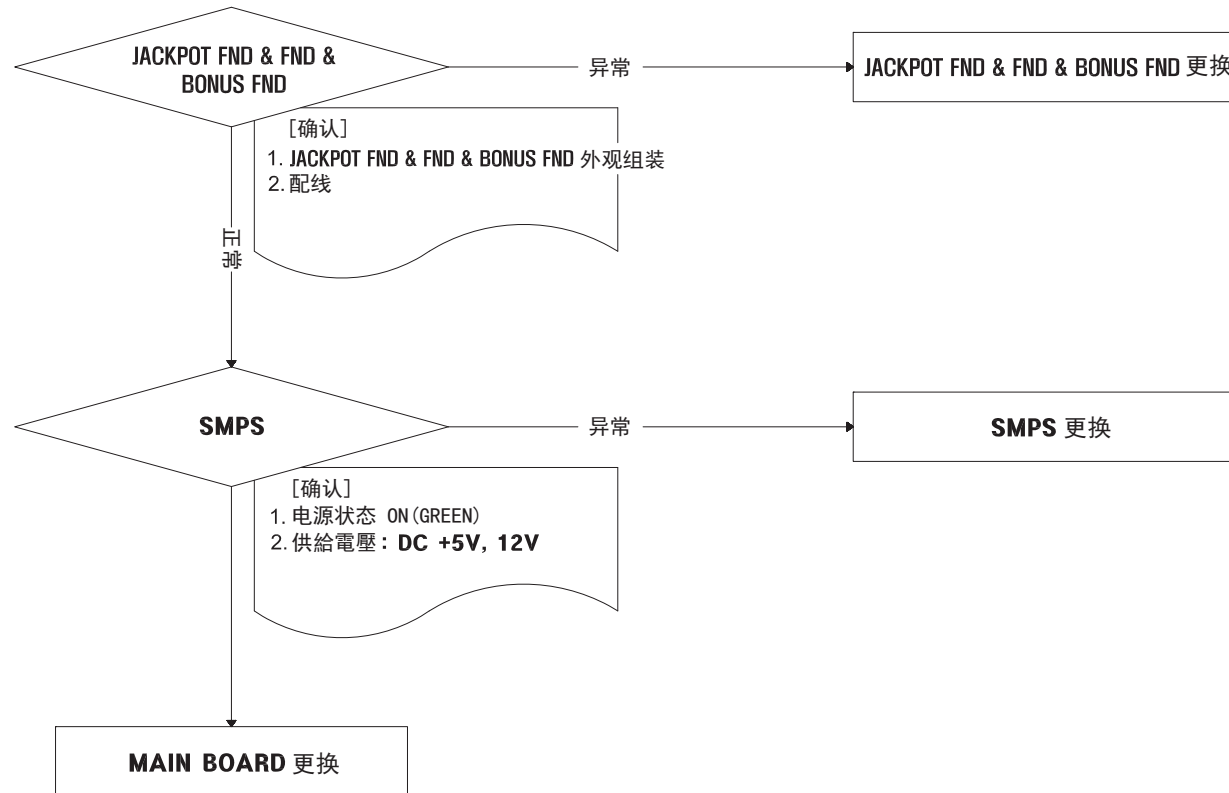 JACKPOT FND & FND &
BONUS FND
异常
JACKPOT FND & FND & BONUS FND 更换
[确认]
1. JACKPOT FND & FND & BONUS FND 外观组装
2. 配线
正常
SMPS
异常
SMPS 更换
[确认]
1. 电源状态 ON(GREEN)
2. 供給電壓: DC +5V, 12V
MAIN BOARD 更换